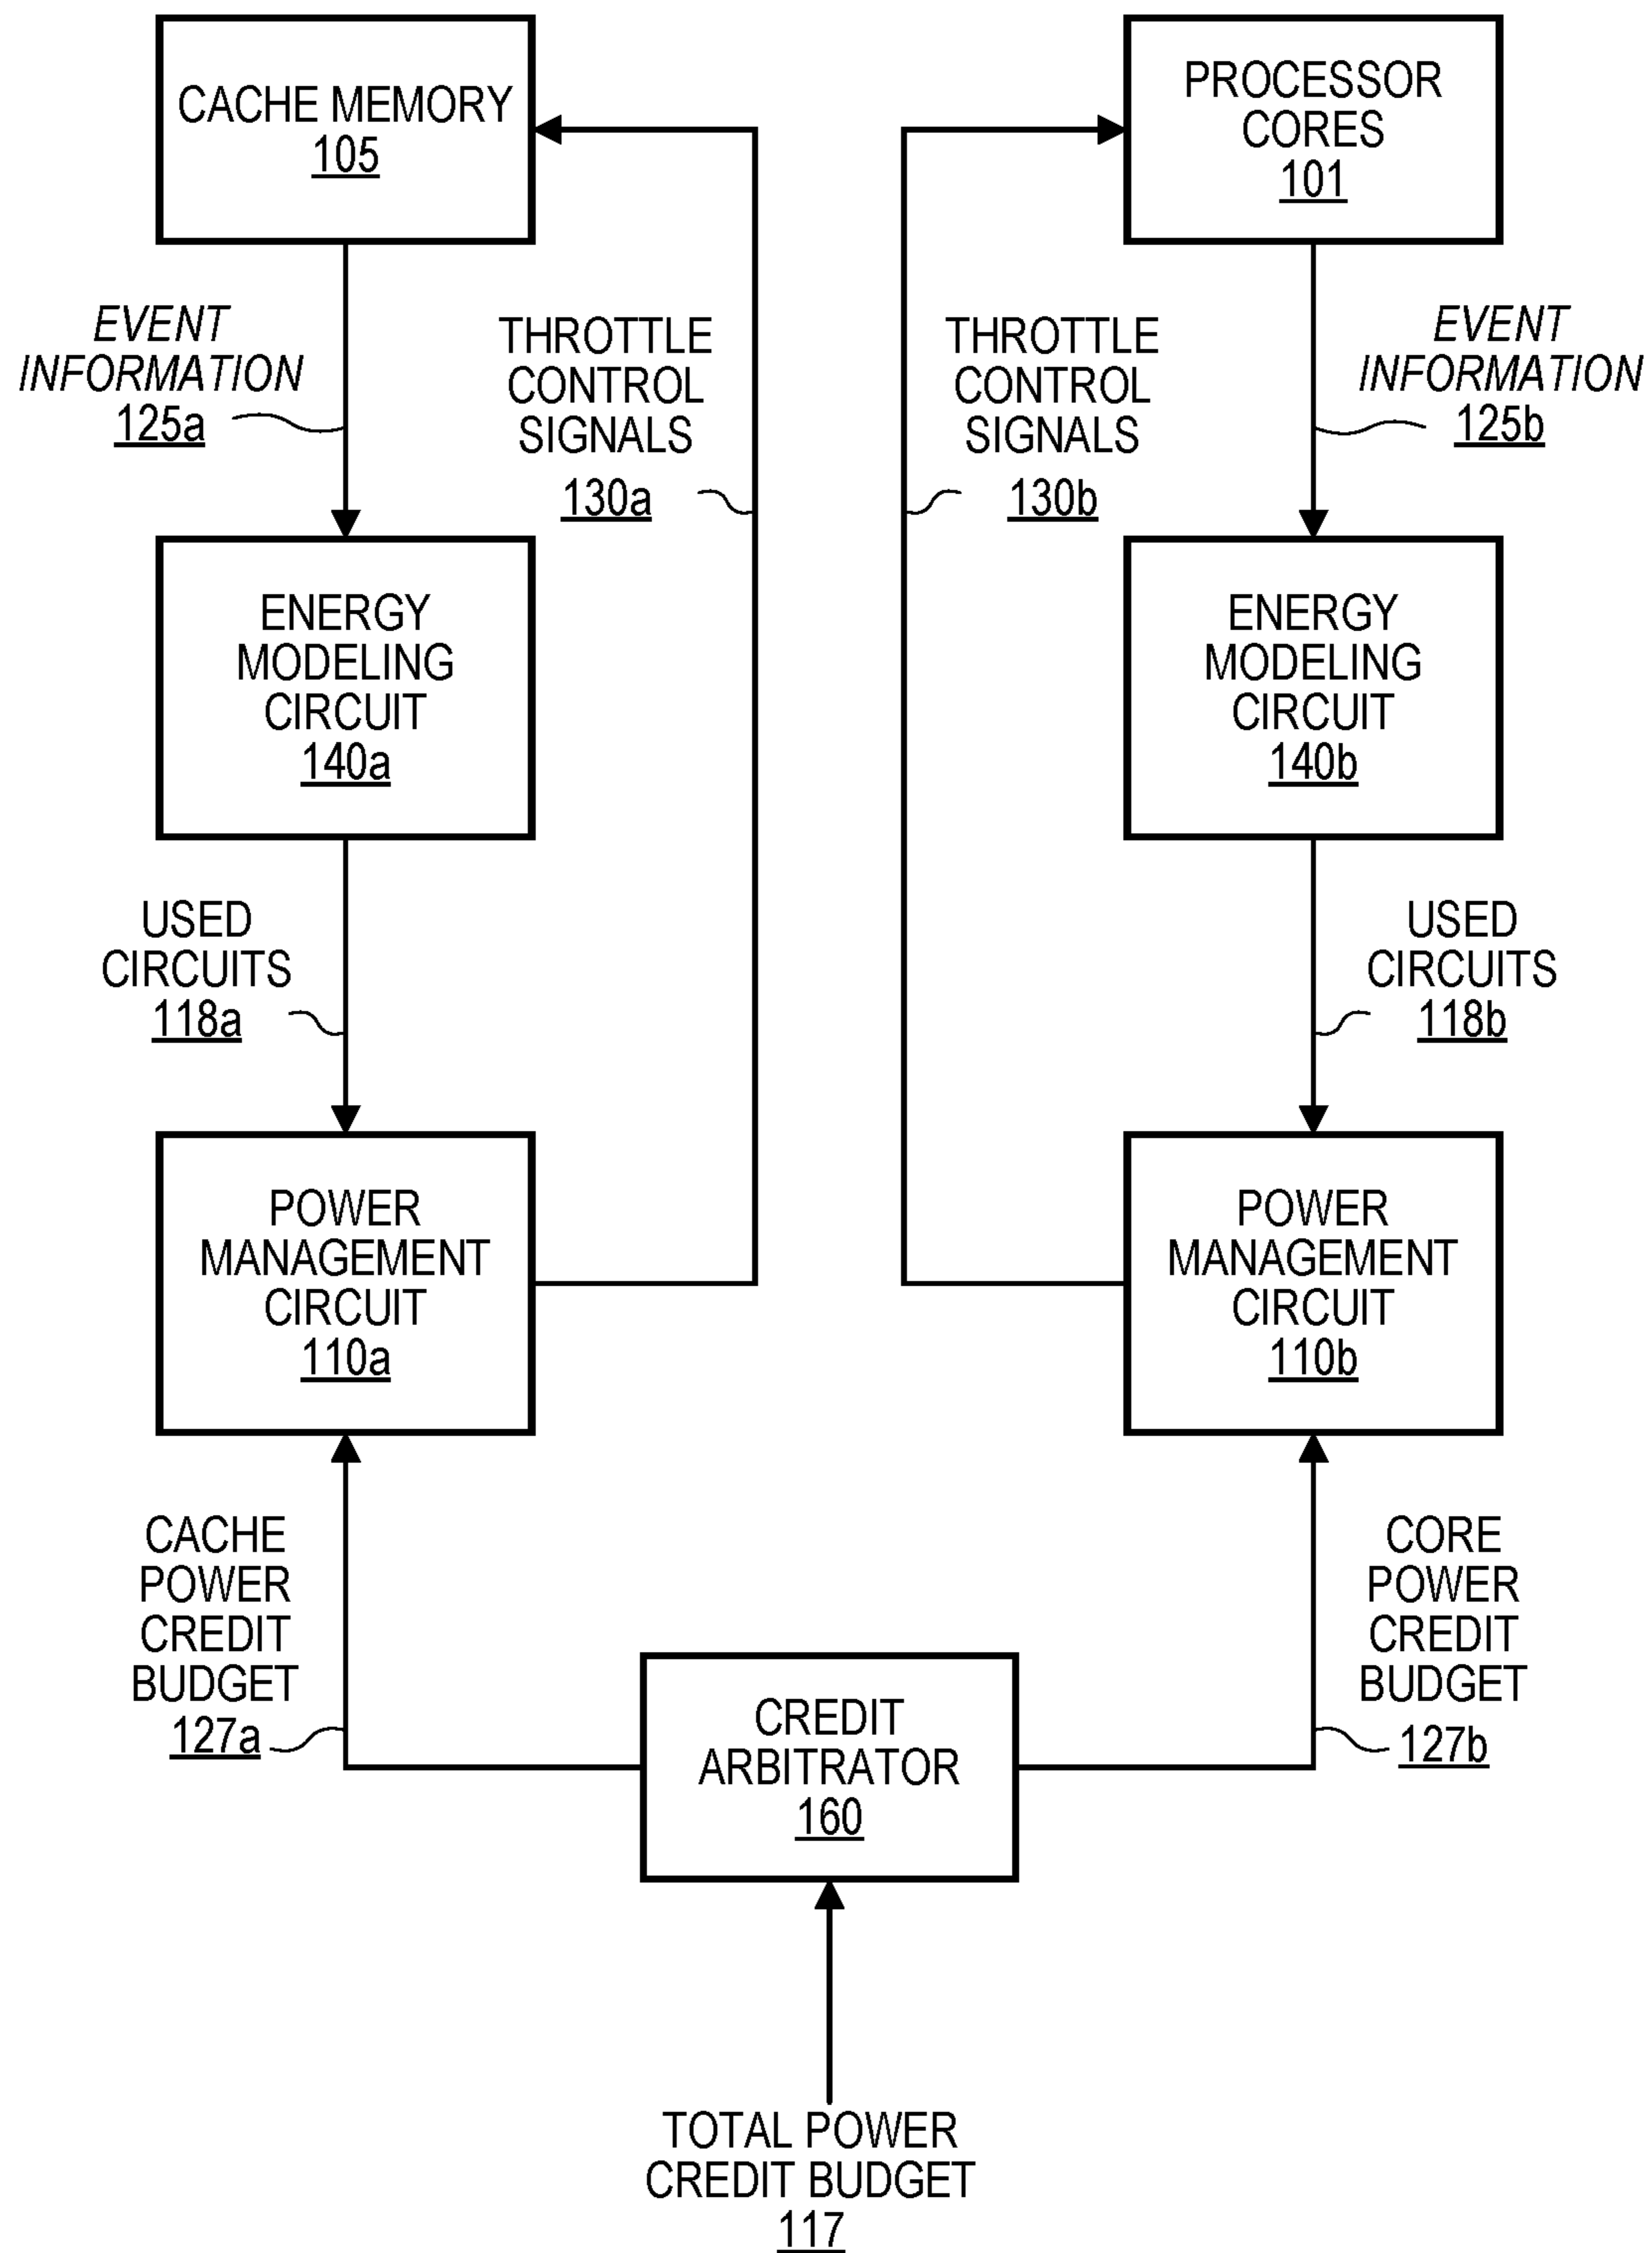 CACHE MEMORY
105
PROCESSOR
CORES
101
EVENT
INFORMATION
125a
THROTTLE
CONTROL
SIGNALS
130a
THROTTLE
CONTROL
SIGNALS
130b
EVENT
INFORMATION
125b
ENERGY
MODELING
CIRCUIT
140a
ENERGY
MODELING
CIRCUIT
140b
USED
CIRCUITS
118a
USED
CIRCUITS
118b
POWER
MANAGEMENT
CIRCUIT
110a
POWER
MANAGEMENT
CIRCUIT
110b
CACHE
POWER
CREDIT
BUDGET
127a
CORE
POWER
CREDIT
BUDGET
127b
CREDIT
ARBITRATOR
160
TOTAL POWER
CREDIT BUDGET
117